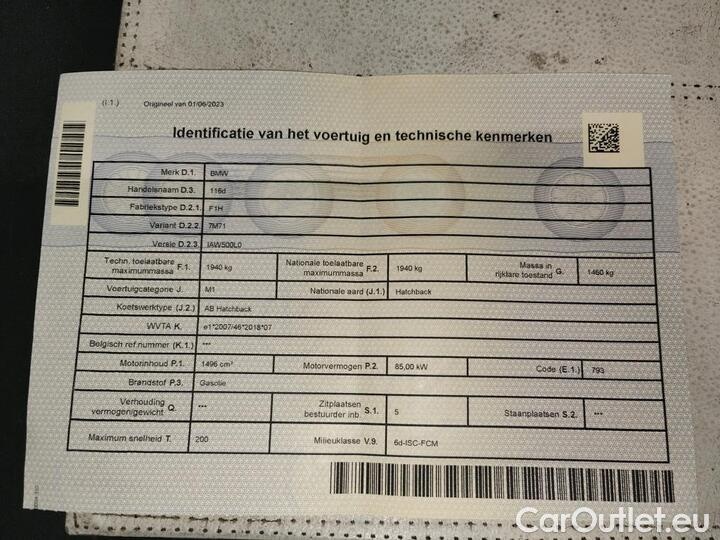 (I.1.) Origineel van 01/06/2023
Identificatie van het voertuig en technische kenmerken
Merk D.1. BMW
Handelsnaam D.3. 116d
Fabriekstype D.2.1. F1H
Variant D.2.2. 7M71
Versie D.2.3. IAW500L0
Techn. toelaatbare maximummassa F.1. 1940 kg Nationale toelaatbare maximummassa F.2. 1940 kg Massa in rijklare toestand G. 1460 kg
Voertuigcategorie J. M1 Nationale aard (J.1.) Hatchback
Koetswerktype (J.2.) AB Hatchback
WVTA K. e1*2007/46*2018*07
Belgisch ref.nummer (K.1.) ***
Motorinhoud P.1. 1496 cm³ Motorvermogen P.2. 85,00 kW Code (E.1.) 793
Brandstof P.3. Gasolie
Verhouding vermogen/gewicht Q. *** Zitplaatsen bestuurder inb. S.1. 5 Staanplaatsen S.2. ***
Maximum snelheid T. 200 Milieuklasse V.9. 6d-ISC-FCM
CarOutlet.eu